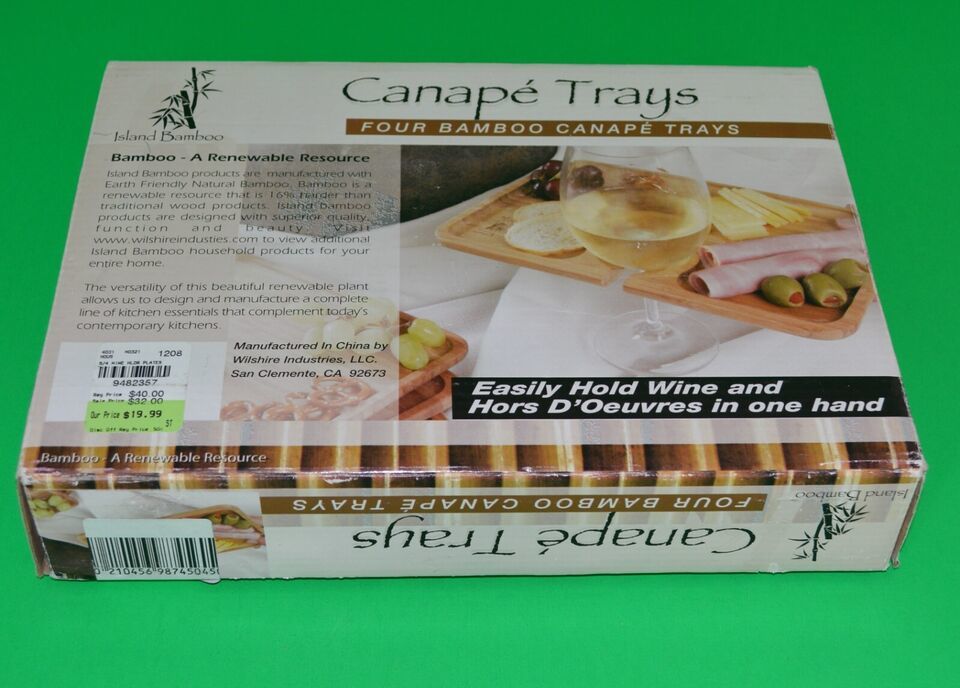 Island Bamboo
Canapé Trays
FOUR BAMBOO CANAPÉ TRAYS
Bamboo - A Renewable Resource
Island Bamboo products are manufactured with
Earth Friendly Natural Bamboo. Bamboo is a
renewable resource that is 16% harder than
traditional wood products. Island bamboo
products are designed with superior quality,
function and beauty. Visit
www.wilshireindusties.com to view additional
Island Bamboo household products for your
entire home.
The versatility of this beautiful renewable plant
allows us to design and manufacture a complete
line of kitchen essentials that complement today's
contemporary kitchens.
Manufactured In China by
Wilshire Industries, LLC.
San Clemente, CA 92673
1208
9482357
Reg Price $40.00
Sale Price $32.00
Our Price $19.99
Easily Hold Wine and
Hors D'Oeuvres in one hand
Bamboo - A Renewable Resource
Island Bamboo
FOUR BAMBOO CANAPÉ TRAYS
Canapé Trays